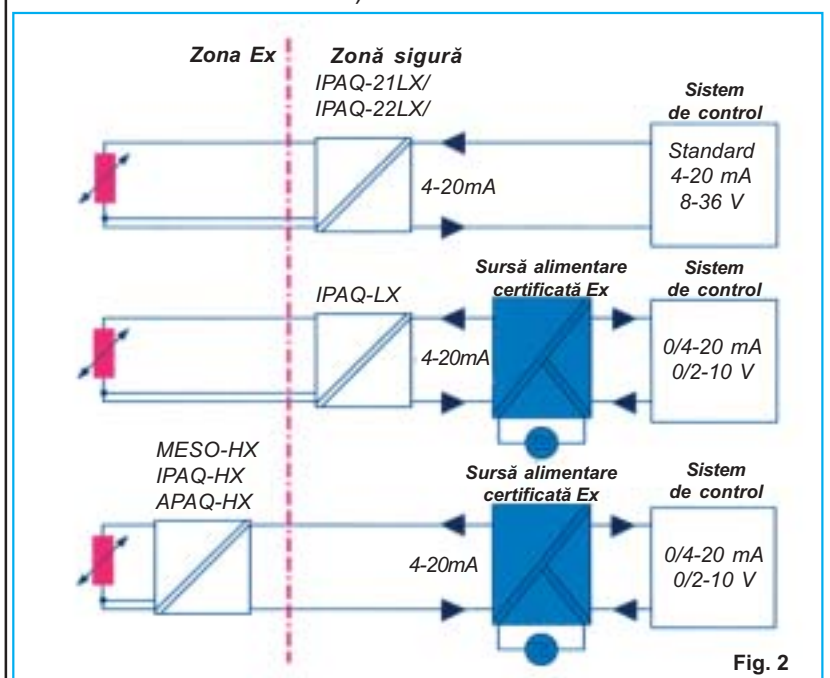 Zona Ex
Zonă sigură
IPAQ-21LX/
IPAQ-22LX/
4-20mA
Sistem
de control
Standard
4-20 mA
8-36 V
IPAQ-LX
4-20mA
Sursă alimentare
certificată Ex
Sistem
de control
0/4-20 mA
0/2-10 V
MESO-HX
IPAQ-HX
APAQ-HX
4-20mA
Sursă alimentare
certificată Ex
Sistem
de control
0/4-20 mA
0/2-10 V
Fig. 2